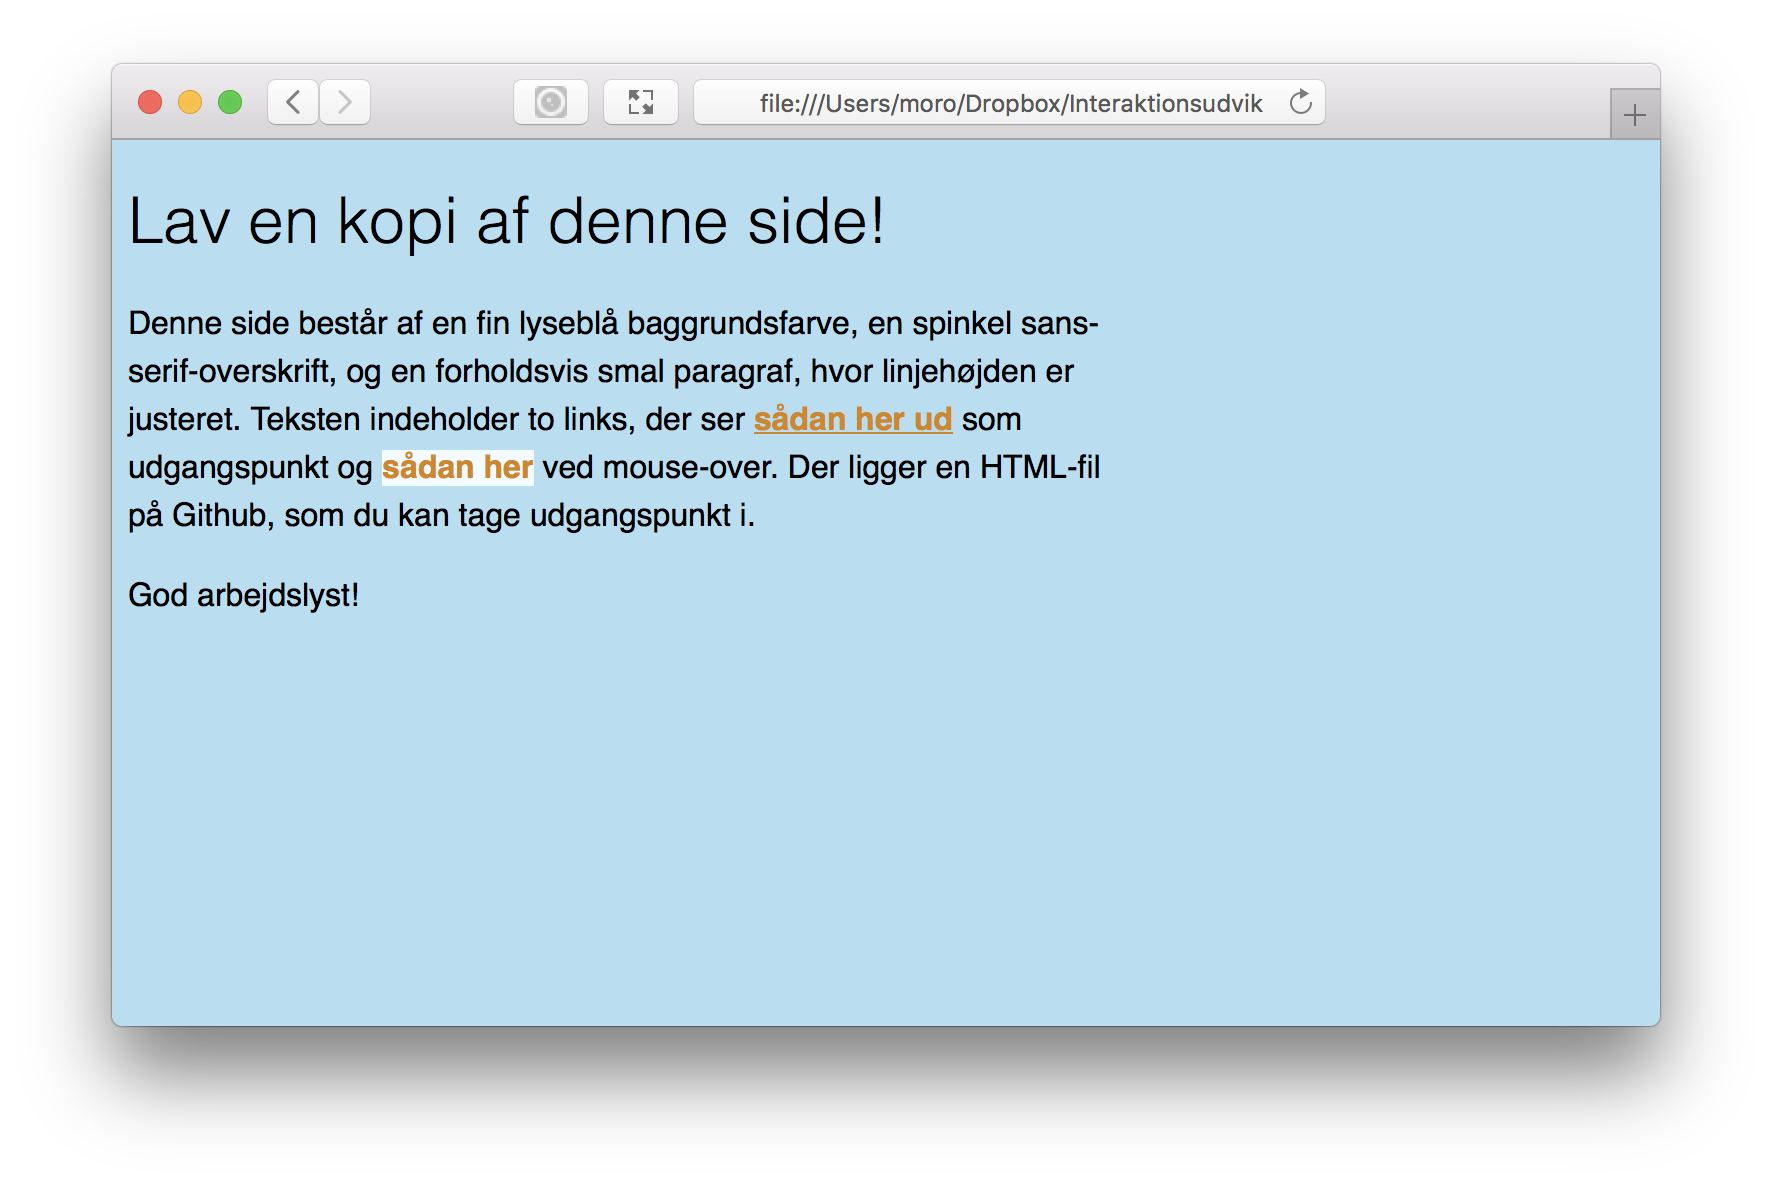 file:///Users/moro/Dropbox/Interaktionsudvik
Lav en kopi af denne side!
Denne side består af en fin lyseblå baggrundsfarve, en spinkel sans-
serif-overskrift, og en forholdsvis smal paragraf, hvor linjehøjden er
justeret. Teksten indeholder to links, der ser sådan her ud som
udgangspunkt og sådan her ved mouse-over. Der ligger en HTML-fil
på Github, som du kan tage udgangspunkt i.
God arbejdslyst!